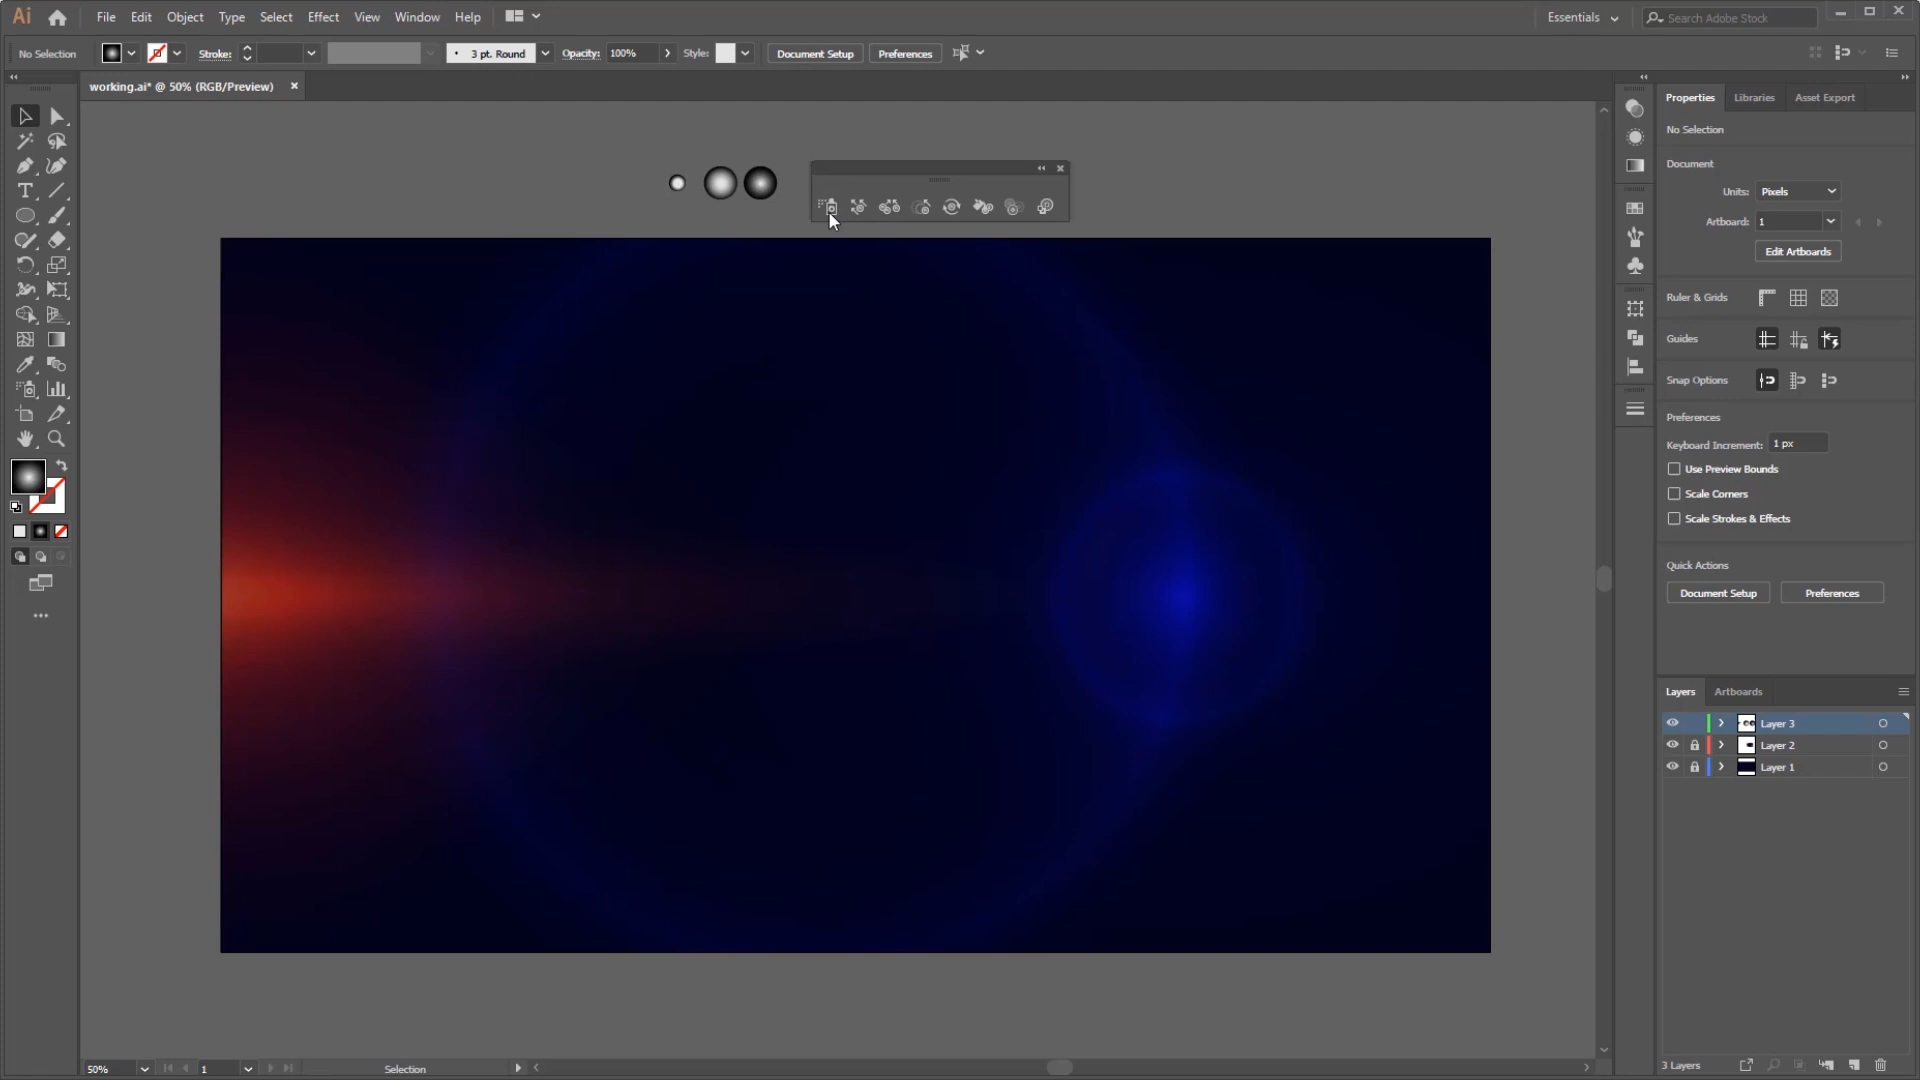 Ai File Edit Object Type Select Effect View Window Help Essentials Search Adobe Stock
No Selection Stroke: 3 pt. Round Opacity: 100% Style: Document Setup Preferences
working.ai* @ 50% (RGB/Preview)
Properties Libraries Asset Export
No Selection
Document
Units: Pixels
Artboard: 1
Edit Artboards
Ruler & Grids
Guides
Snap Options
Preferences
Keyboard Increment: 1 px
Use Preview Bounds
Scale Corners
Scale Strokes & Effects
Quick Actions
Document Setup Preferences
Layers Artboards
Layer 3
Layer 2
Layer 1
3 Layers
50% 1 Selection